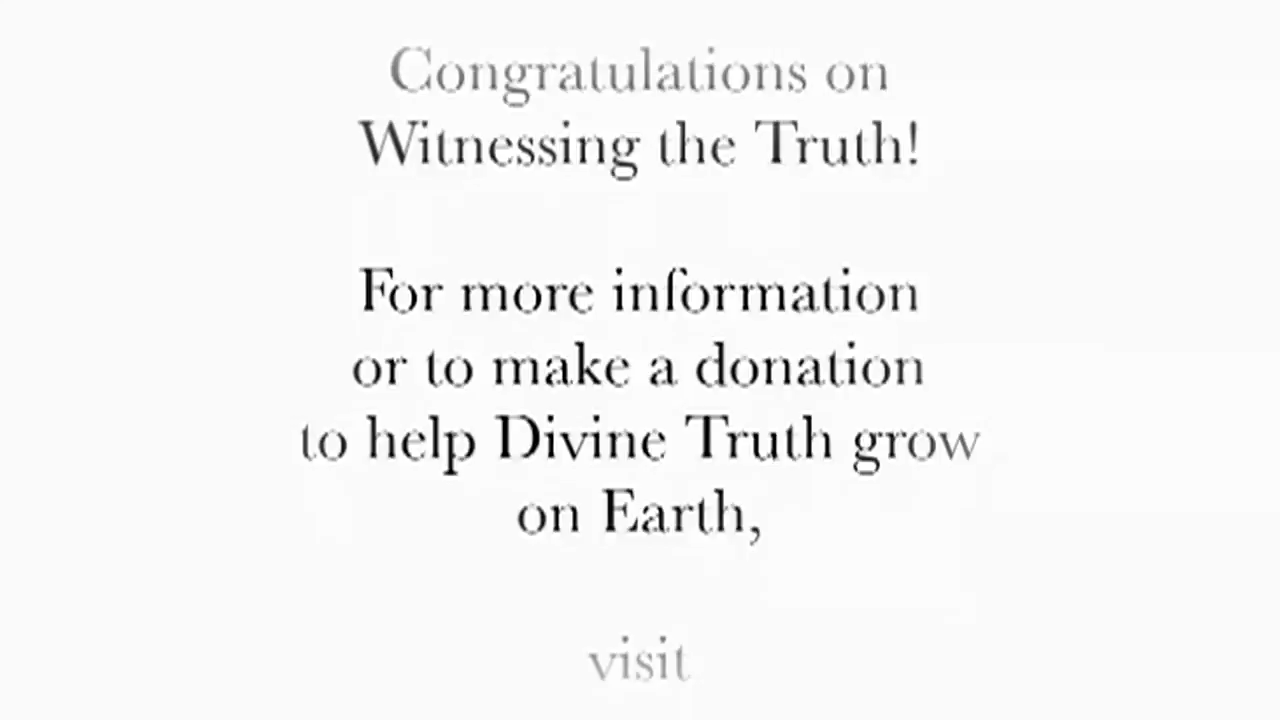 Congratulations on
Witnessing the Truth!
For more information
or to make a donation
to help Divine Truth grow
on Earth,
visit